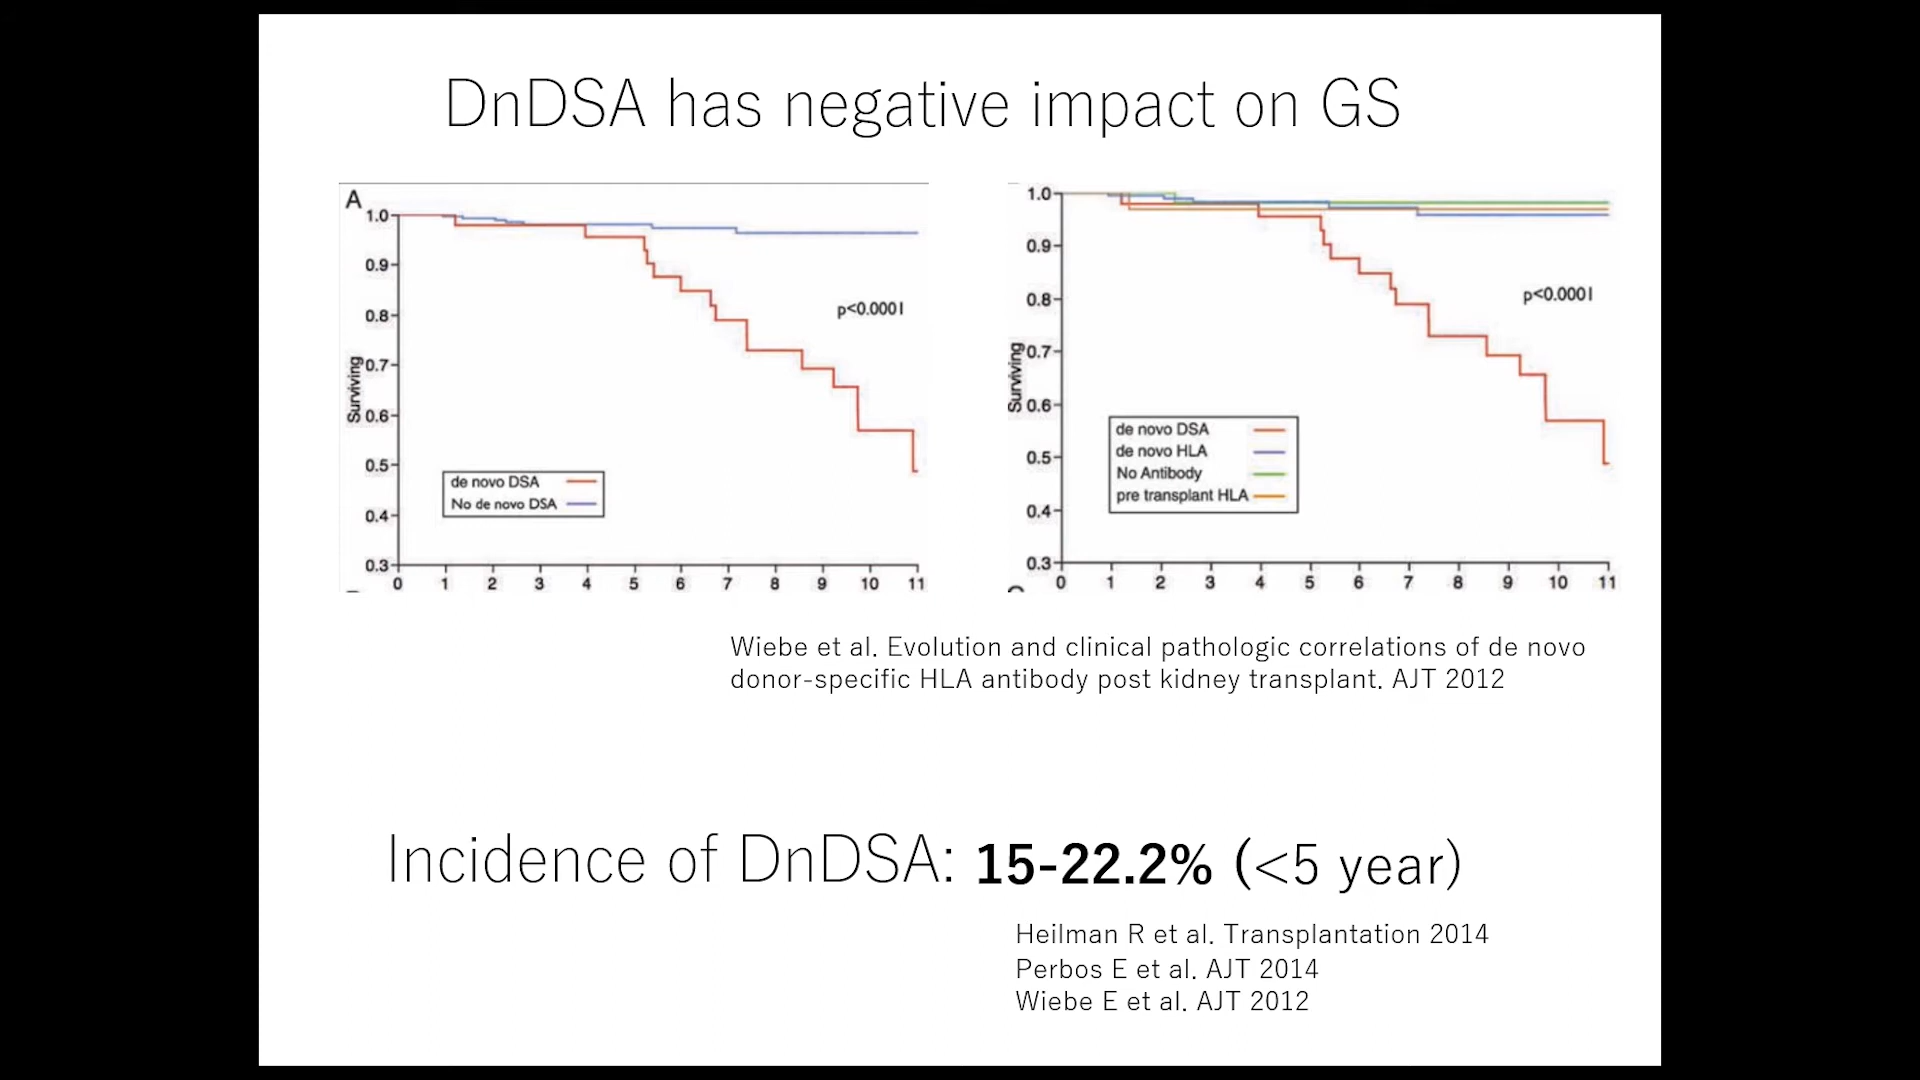 DnDSA has negative impact on GS
A
1.0
0.9
0.8
0.7
0.6
0.5
0.4
0.3
Surviving
p<0.0001
de novo DSA
No de novo DSA
0 1 2 3 4 5 6 7 8 9 10 11
1.0
0.9
0.8
0.7
0.6
0.5
0.4
0.3
Surviving
p<0.0001
de novo DSA
de novo HLA
No Antibody
pre transplant HLA
0 1 2 3 4 5 6 7 8 9 10 11
Wiebe et al. Evolution and clinical pathologic correlations of de novo
donor-specific HLA antibody post kidney transplant. AJT 2012
Incidence of DnDSA: 15-22.2% (<5 year)
Heilman R et al. Transplantation 2014
Perbos E et al. AJT 2014
Wiebe E et al. AJT 2012